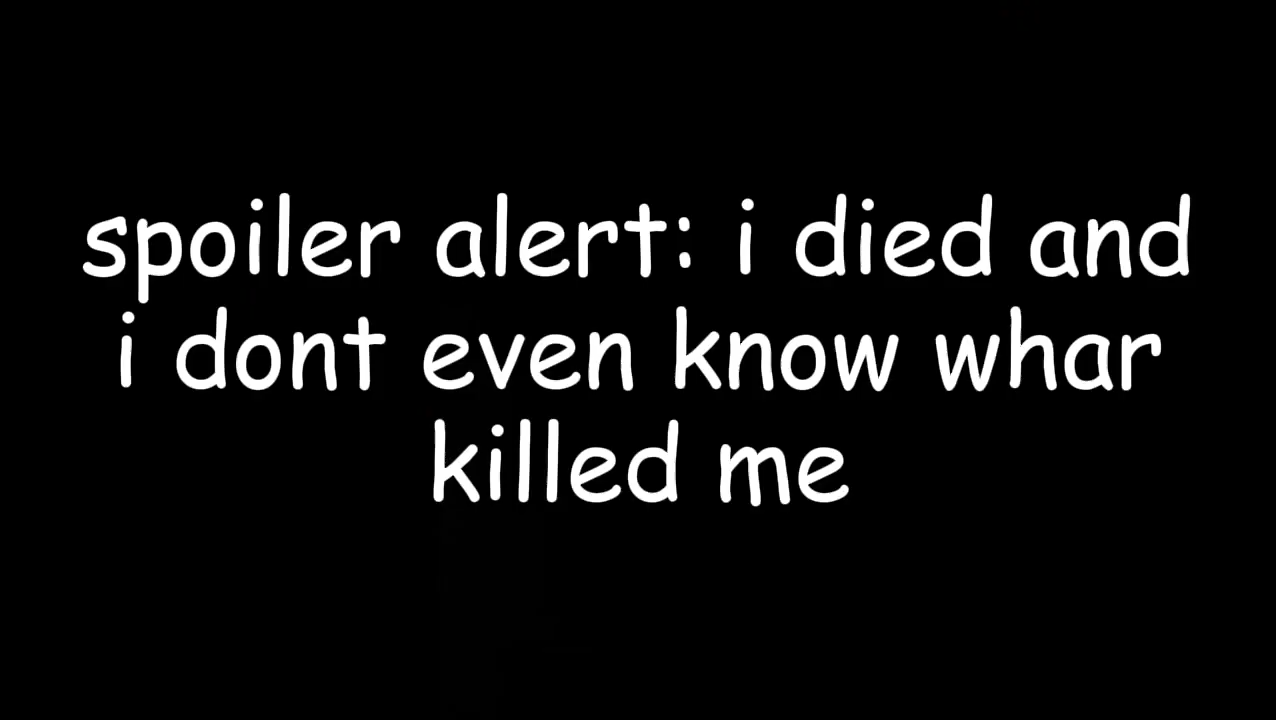 spoiler alert: i died and
i dont even know whar
killed me